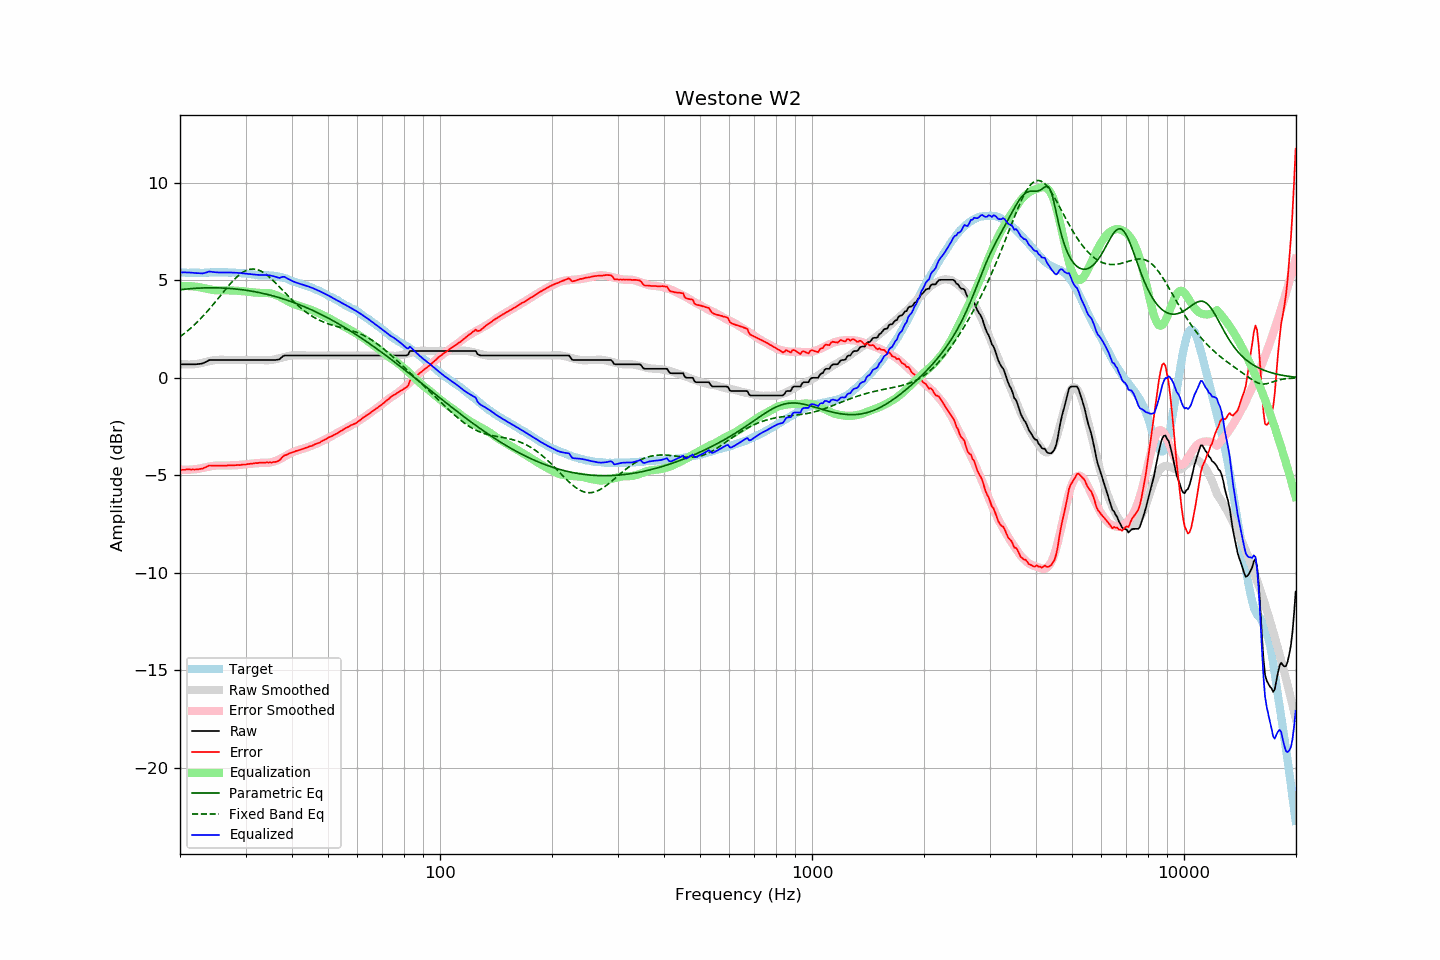 Westone W2
Amplitude (dBr)
10
5
0
−5
−10
−15
−20
Target
Raw Smoothed
Error Smoothed
Raw
Error
Equalization
Parametric Eq
Fixed Band Eq
Equalized
100
1000
10000
Frequency (Hz)